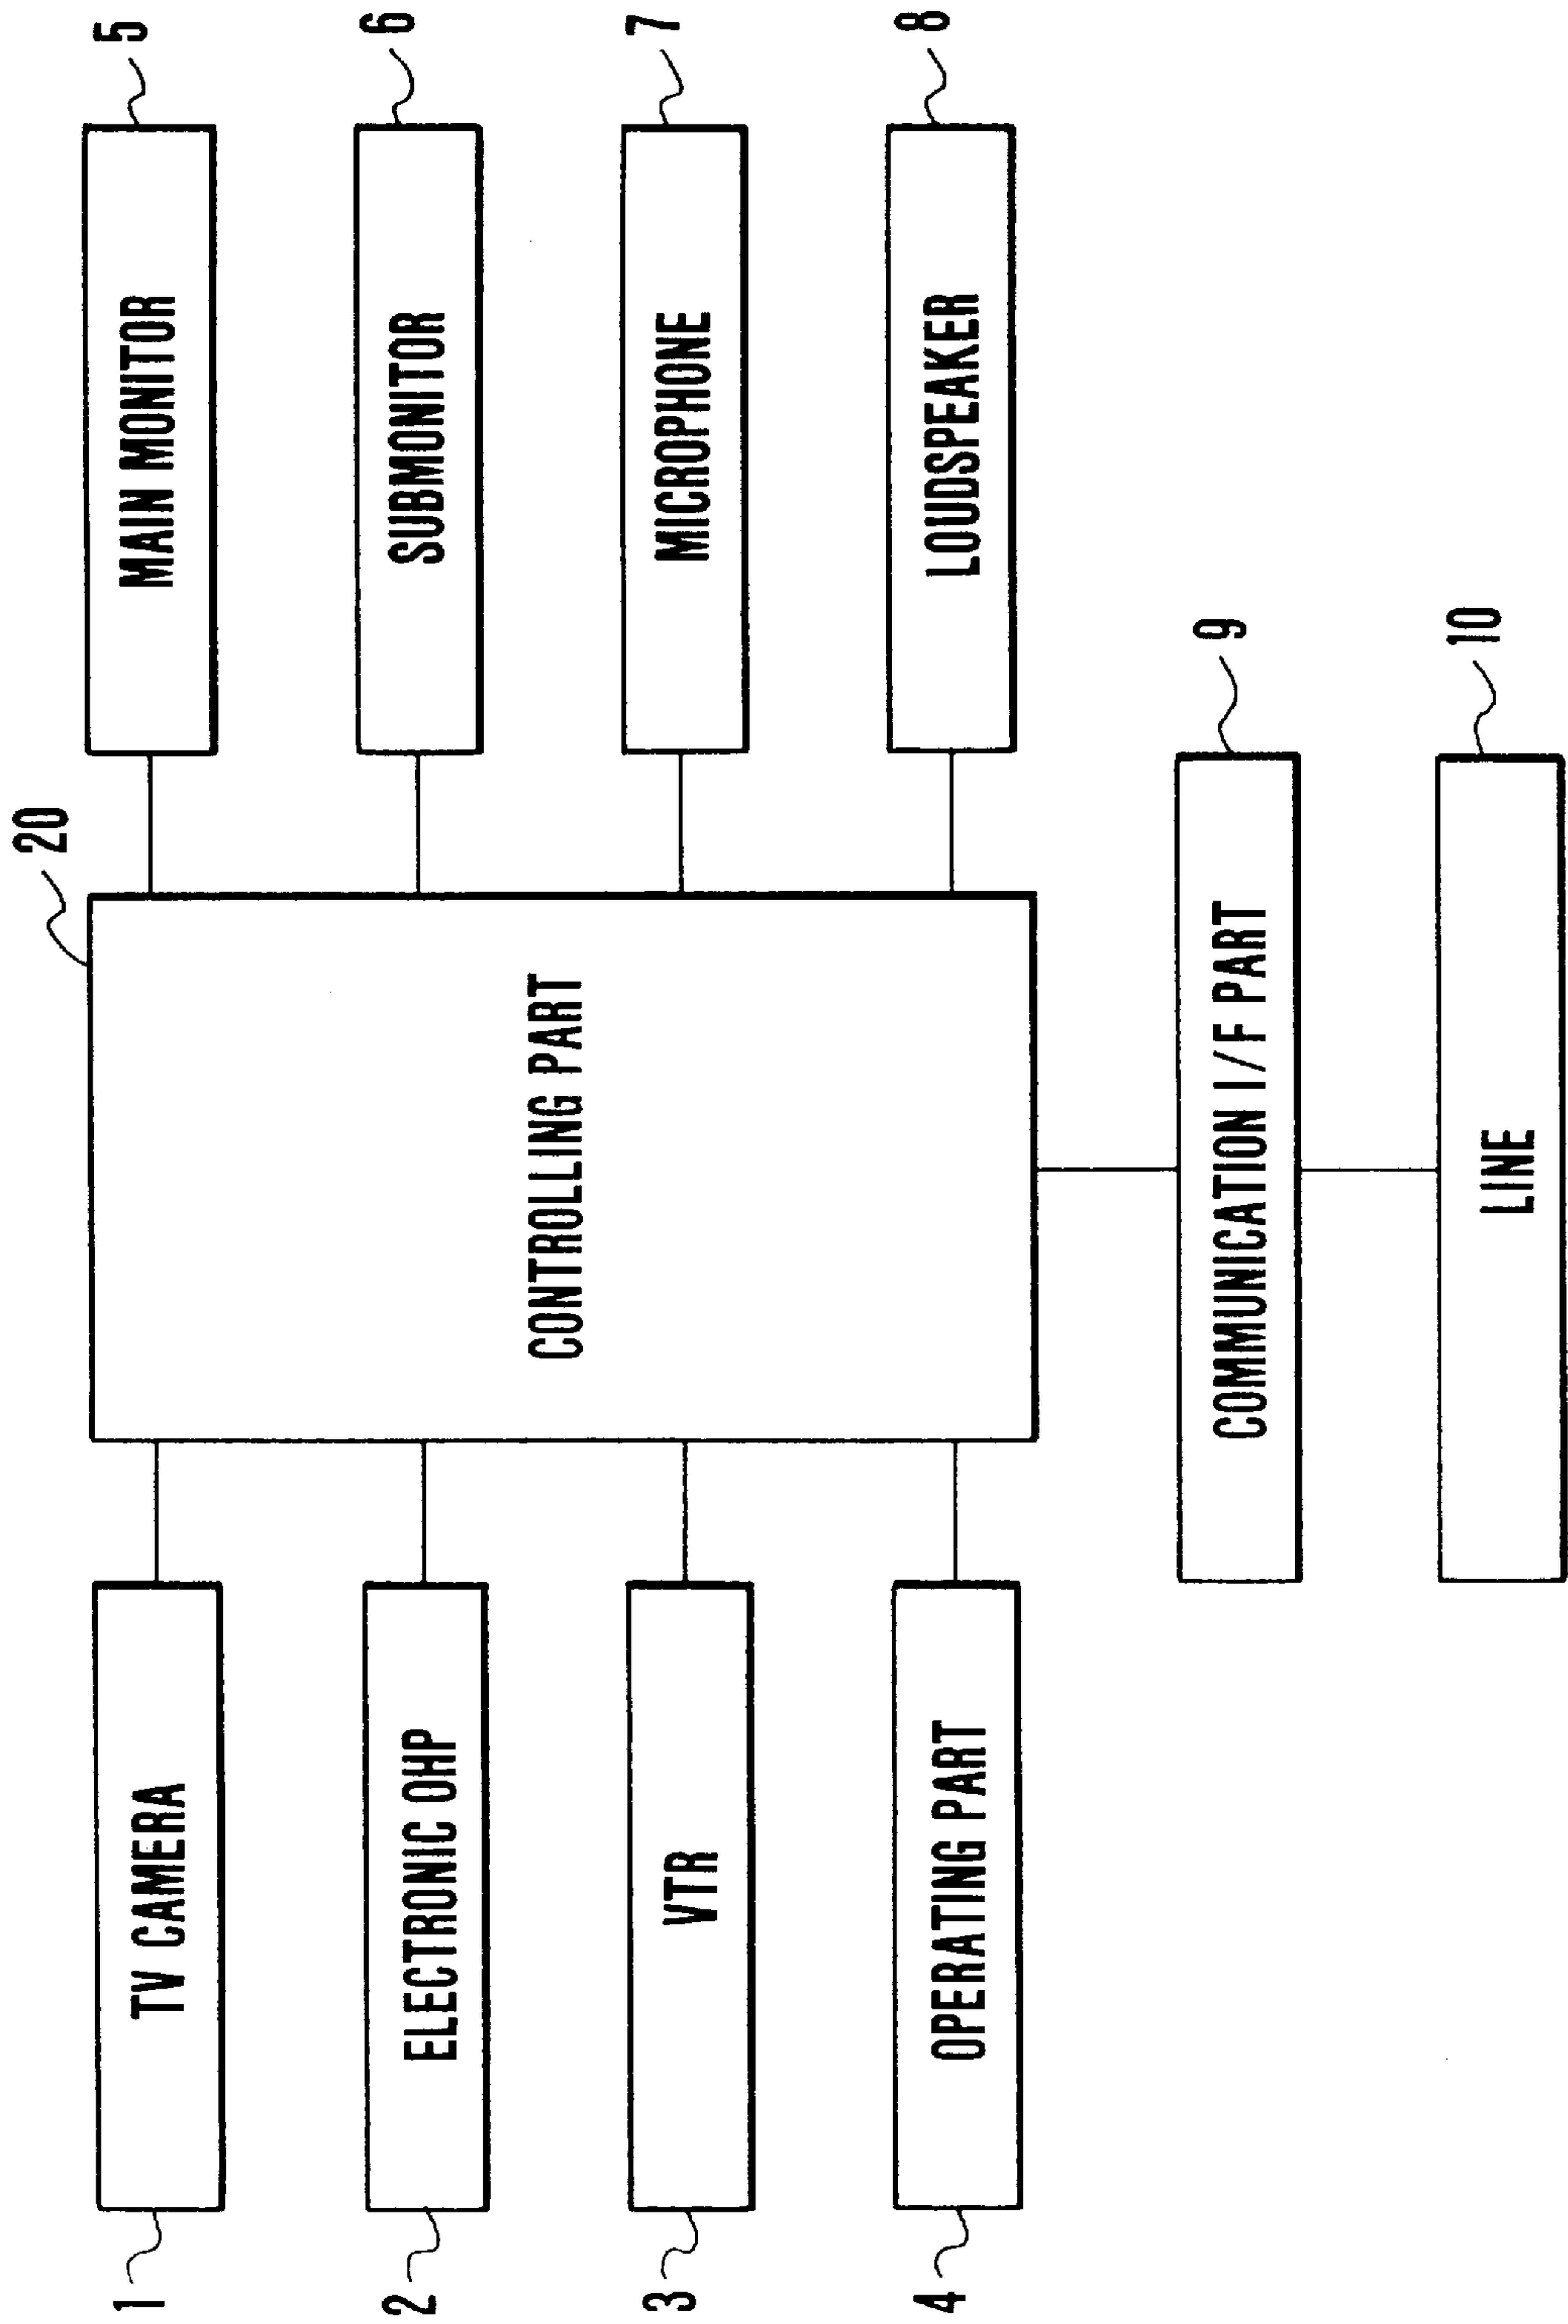 20
1
TV CAMERA
MAIN MONITOR
5
2
ELECTRONIC OHP
SUBMONITOR
6
CONTROLLING PART
3
VTR
MICROPHONE
7
4
OPERATING PART
LOUDSPEAKER
8
COMMUNICATION I/F PART
9
LINE
10